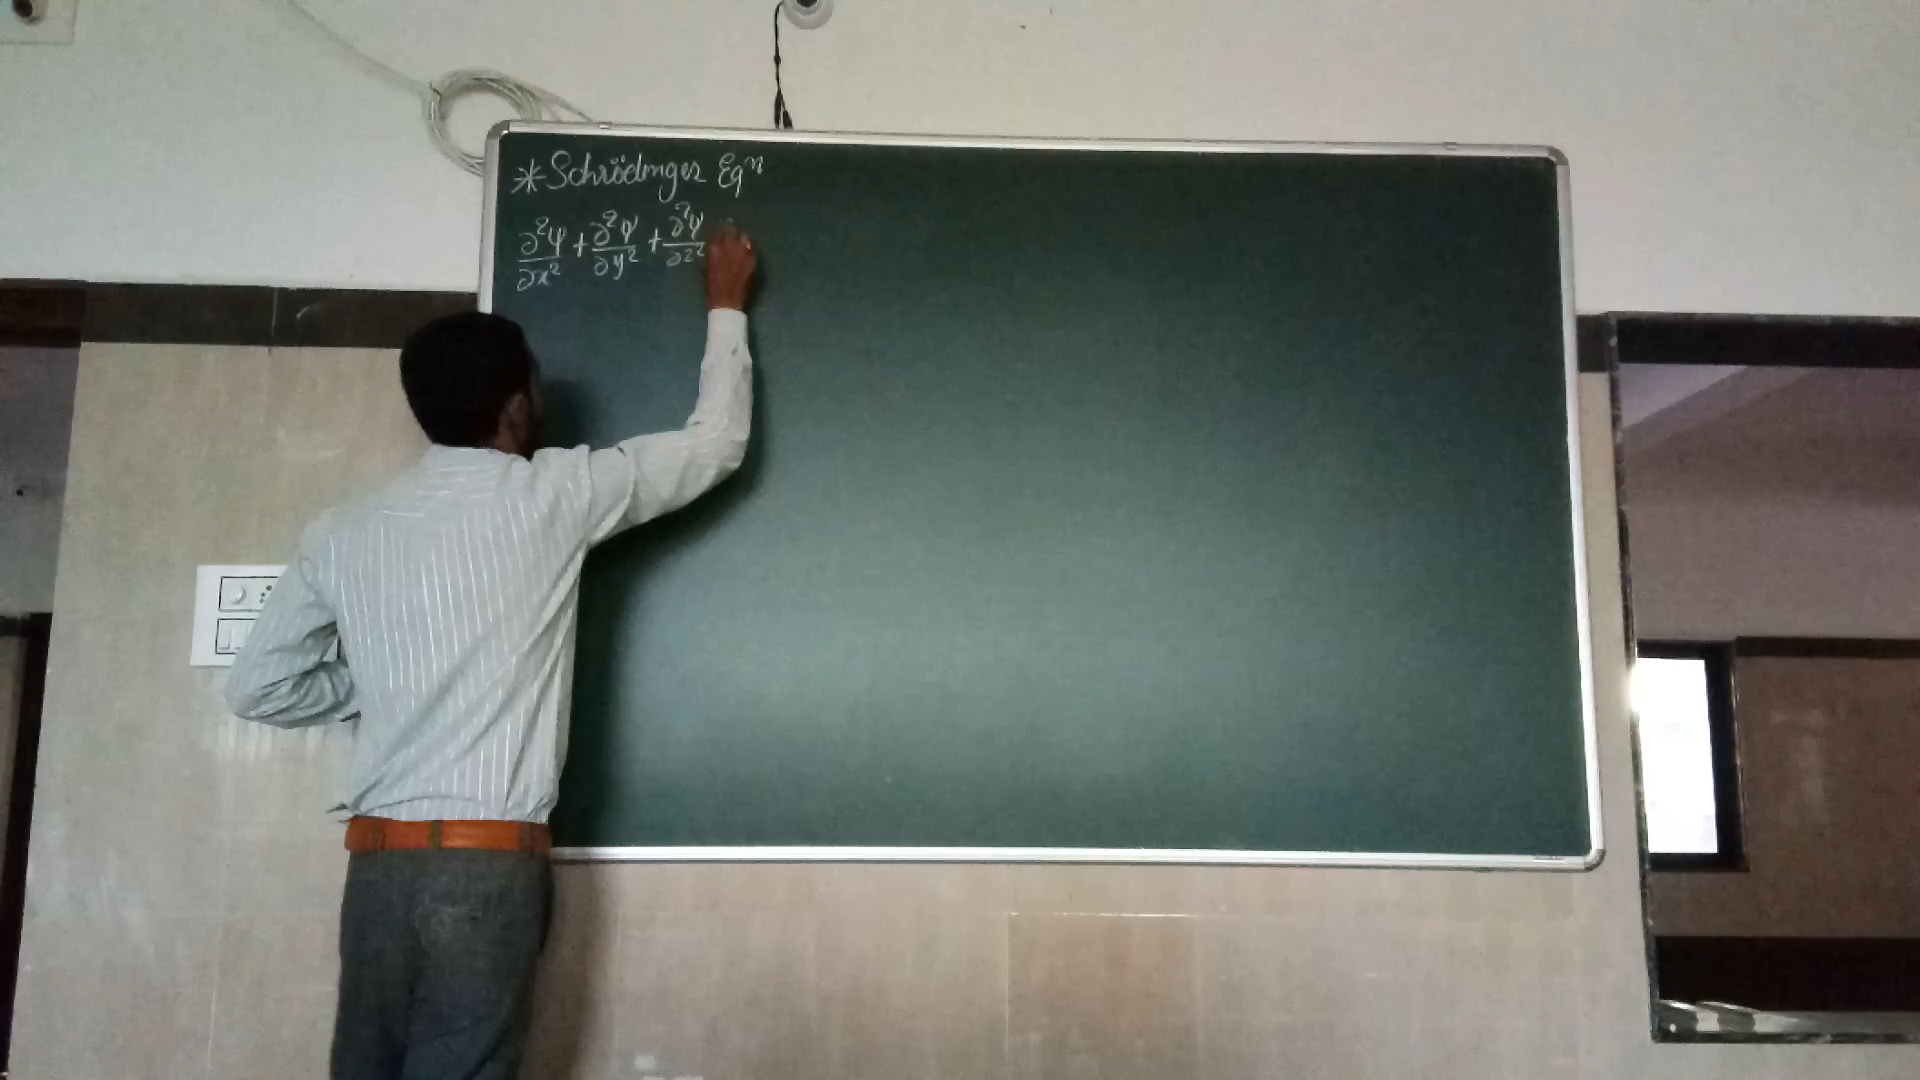 *Schrödinger Eqⁿ
∂²ψ/∂x² + ∂²ψ/∂y² + ∂²ψ/∂z²